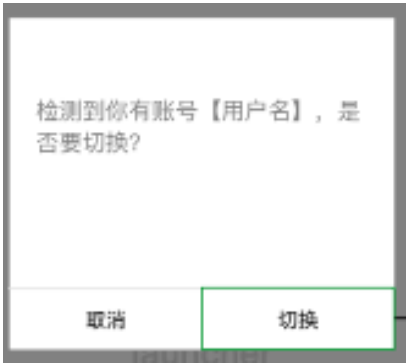 检测到你有账号【用户名】，是
否要切换?
取消
切换
launcher